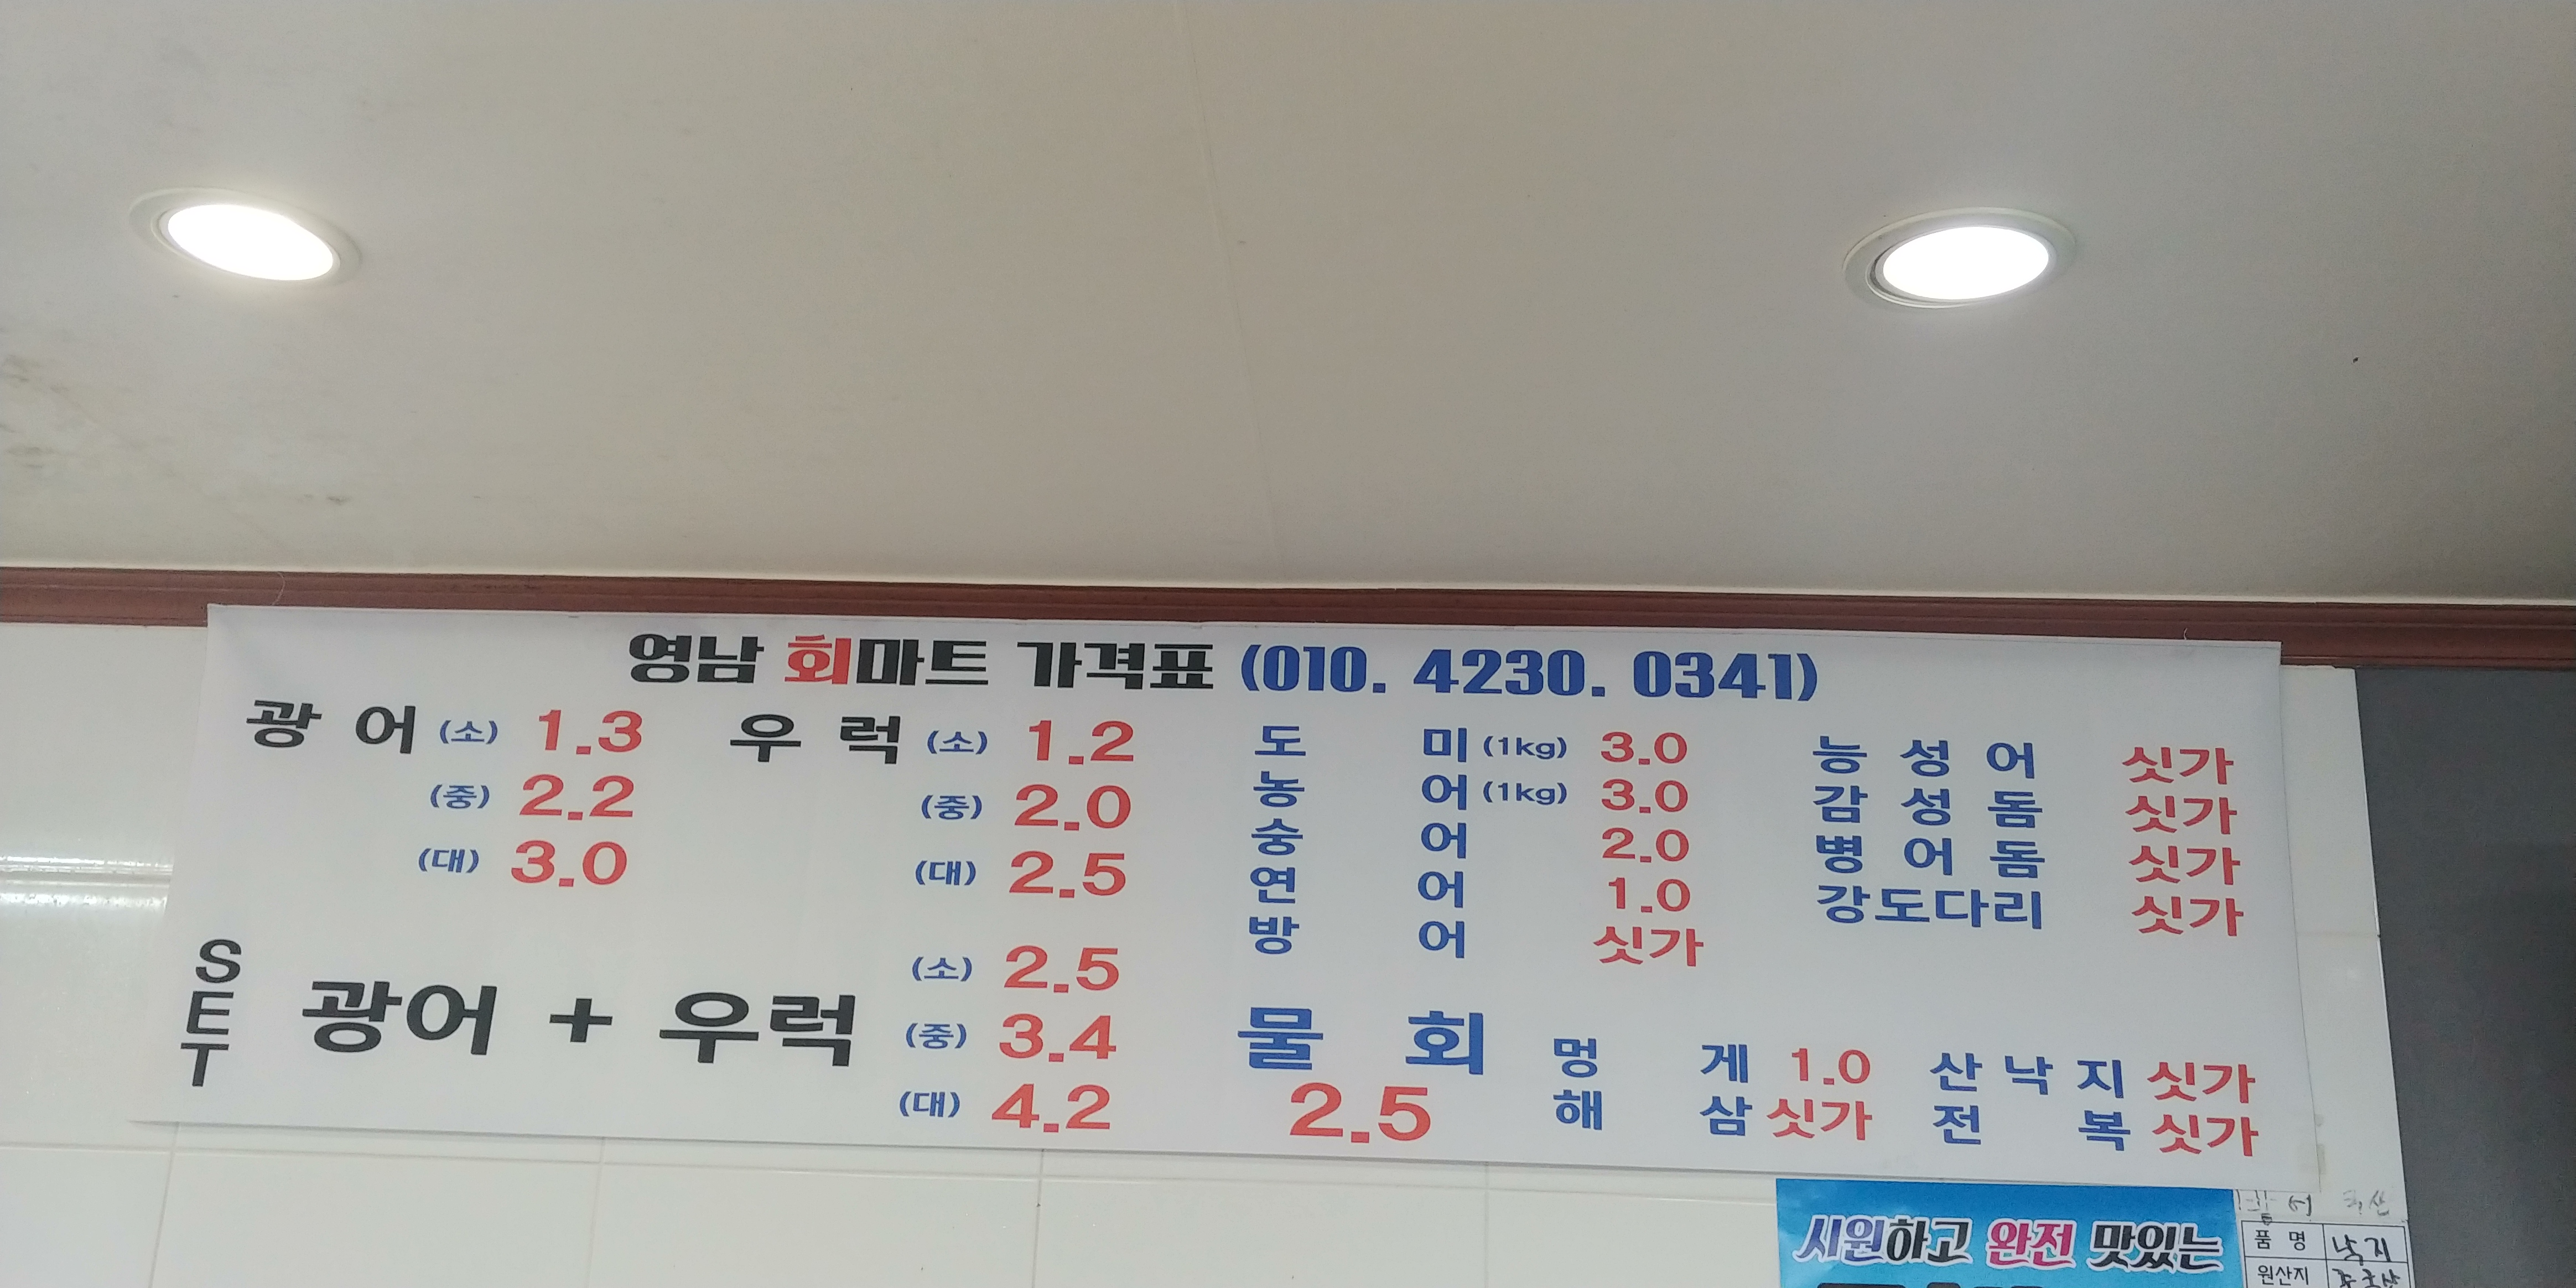 영남 회마트 가격표 (010. 4230. 0341)
광어 (소) 1.3
(중) 2.2
(대) 3.0
우럭 (소) 1.2
(중) 2.0
(대) 2.5
SET 광어 + 우럭 (소) 2.5
(중) 3.4
(대) 4.2
도미 (1kg) 3.0
농어 (1kg) 3.0
숭어 2.0
연어 1.0
방어 싯가
능성어 싯가
감성돔 싯가
병어돔 싯가
강도다리 싯가
물회
2.5
멍게 1.0
해삼 싯가
산낙지 싯가
전복 싯가
시원하고 완전 맛있는
품명 낙지
원산지